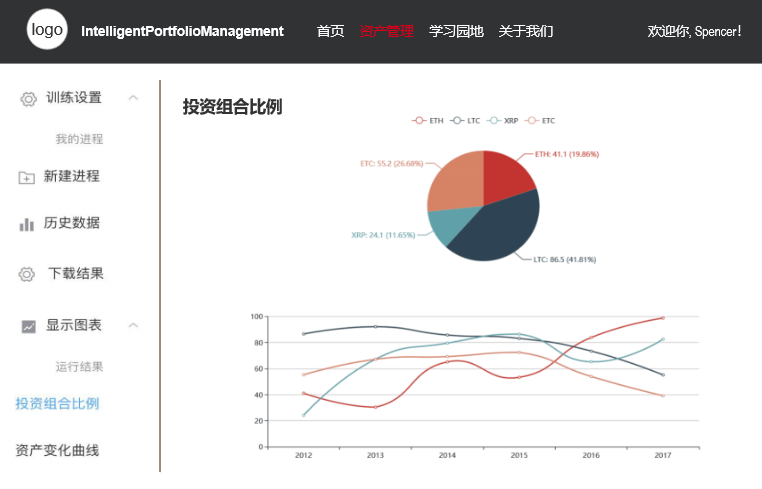 logo IntelligentPortfolioManagement 首页 资产管理 学习园地 关于我们 欢迎你, Spencer!
训练设置
我的进程
新建进程
历史数据
下载结果
显示图表
运行结果
投资组合比例
资产变化曲线
投资组合比例
ETH LTC XRP ETC
ETH: 41.1 (19.86%)
ETC: 55.2 (26.68%)
XRP: 24.1 (11.65%)
LTC: 86.5 (41.81%)
100
80
60
40
20
0
2012 2013 2014 2015 2016 2017